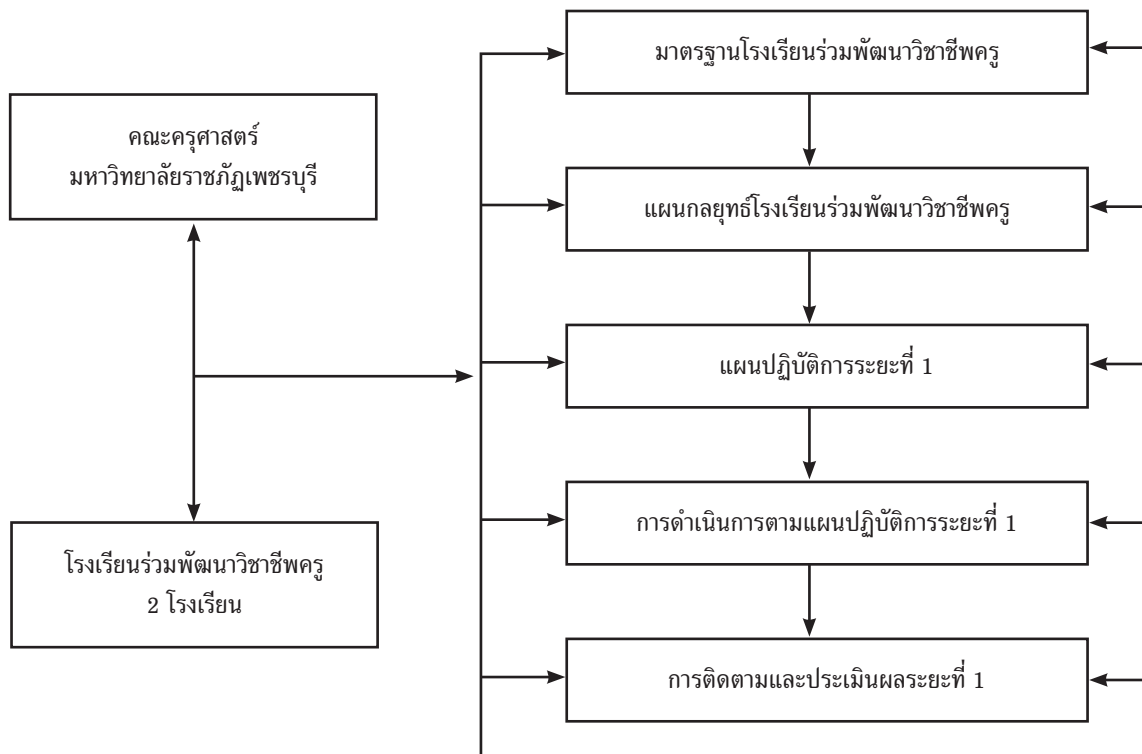 มาตรฐานโรงเรียนร่วมพัฒนาวิชาชีพครู
คณะครุศาสตร์
มหาวิทยาลัยราชภัฏเพชรบุรี
แผนกลยุทธ์โรงเรียนร่วมพัฒนาวิชาชีพครู
แผนปฏิบัติการระยะที่ 1
การดำเนินการตามแผนปฏิบัติการระยะที่ 1
โรงเรียนร่วมพัฒนาวิชาชีพครู
2 โรงเรียน
การติดตามและประเมินผลระยะที่ 1